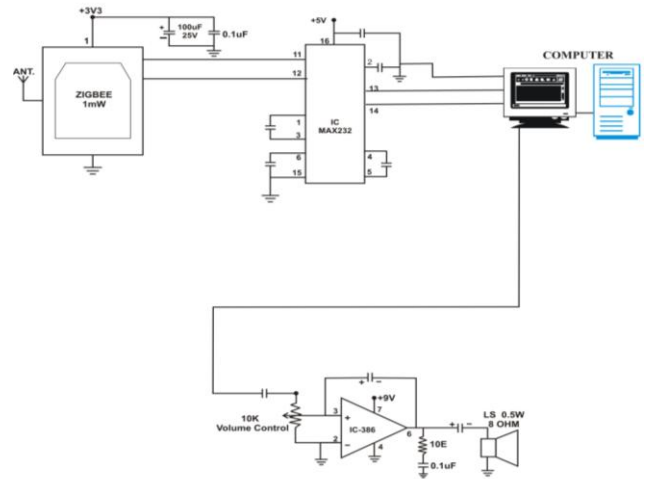 +3V3
100uF
25V
0.1uF
1
ANT.
ZIGBEE
1mW
+5V
16
11
12
2
13
14
1
3
6
15
4
5
IC
MAX232
COMPUTER
10K
Volume Control
3
+
2
−
IC-386
+9V
7
4
6
10E
0.1uF
+
−
+
−
LS 0.5W
8 OHM